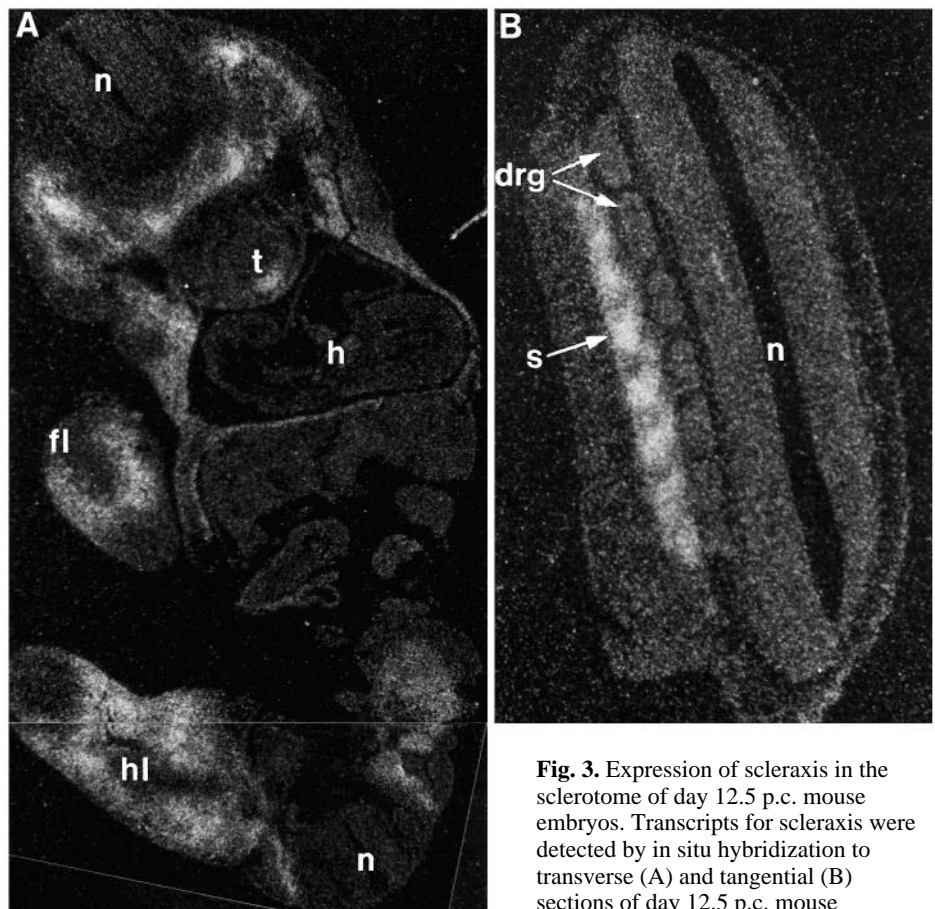 A
B
n
drg
t
s
n
h
fl
hl
n
Fig. 3. Expression of scleraxis in the
sclerotome of day 12.5 p.c. mouse
embryos. Transcripts for scleraxis were
detected by in situ hybridization to
transverse (A) and tangential (B)
sections of day 12.5 p.c. mouse